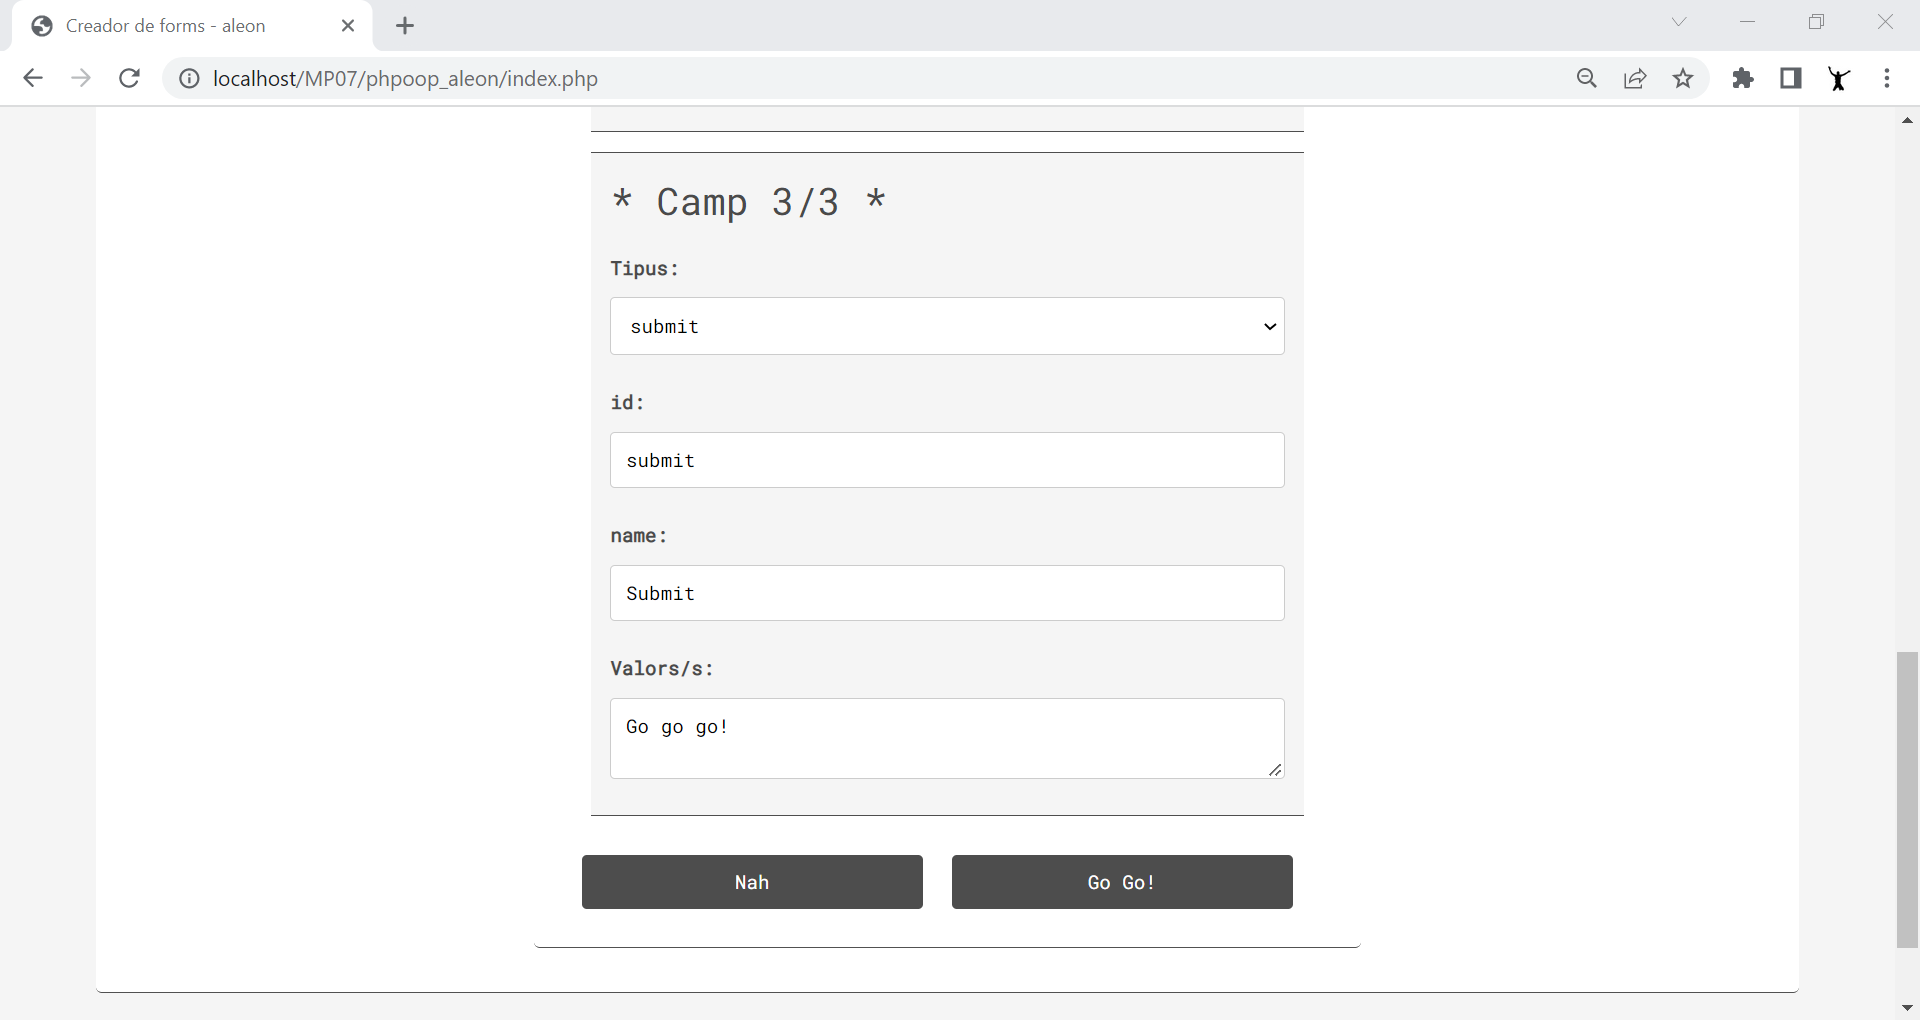 Creador de forms - aleon
localhost/MP07/phpoop_aleon/index.php
* Camp 3/3 *
Tipus:
submit
id:
submit
name:
Submit
Valors/s:
Go go go!
Nah
Go Go!